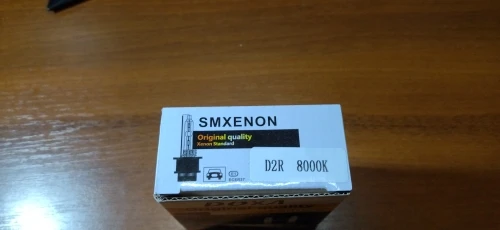 SMXENON
Original quality
Xenon Standard
D2R 8000K